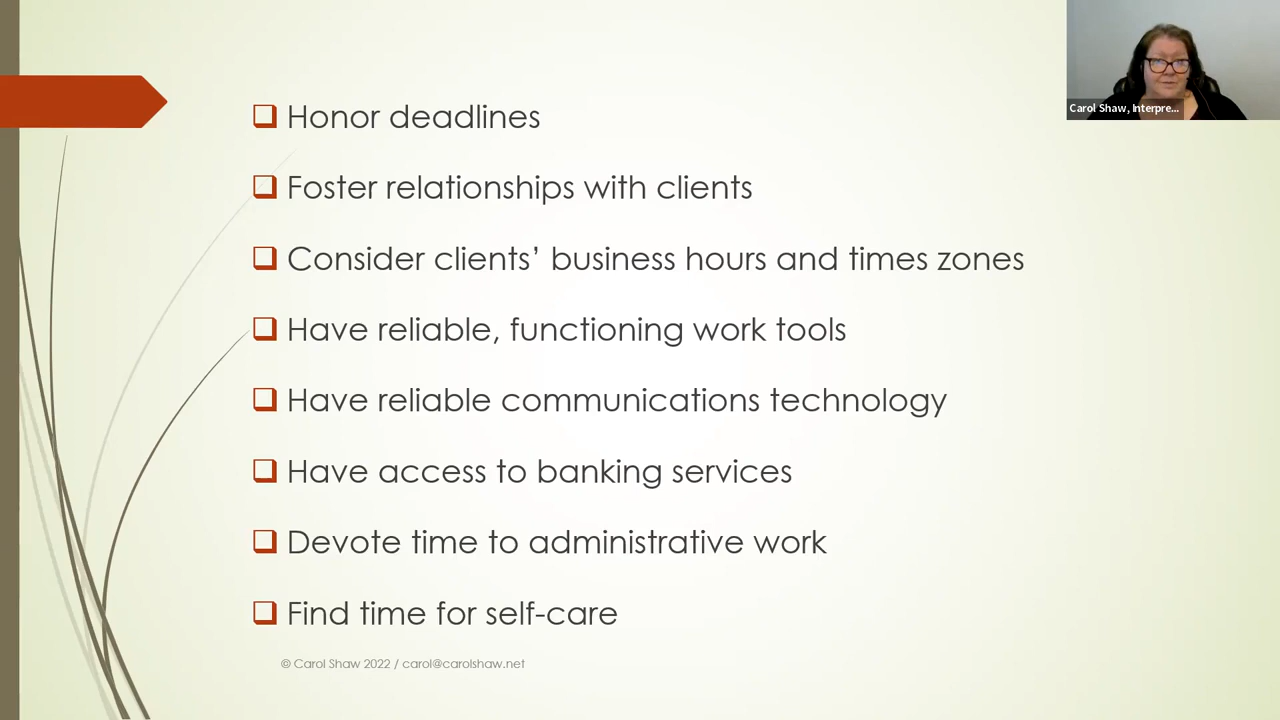 Honor deadlines
Foster relationships with clients
Consider clients’ business hours and times zones
Have reliable, functioning work tools
Have reliable communications technology
Have access to banking services
Devote time to administrative work
Find time for self-care
© Carol Shaw 2022 / carol@carolshaw.net
Carol Shaw, Interpre...